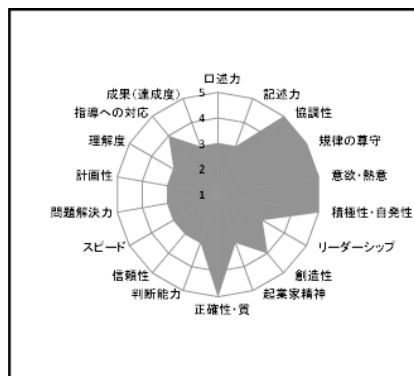 口述力
記述力
協調性
規律の尊守
意欲・熱意
積極性・自発性
リーダーシップ
創造性
起業家精神
正確性・質
判断能力
信頼性
スピード
問題解決力
計画性
理解度
指導への対応
成果(達成度)
5
4
3
2
1